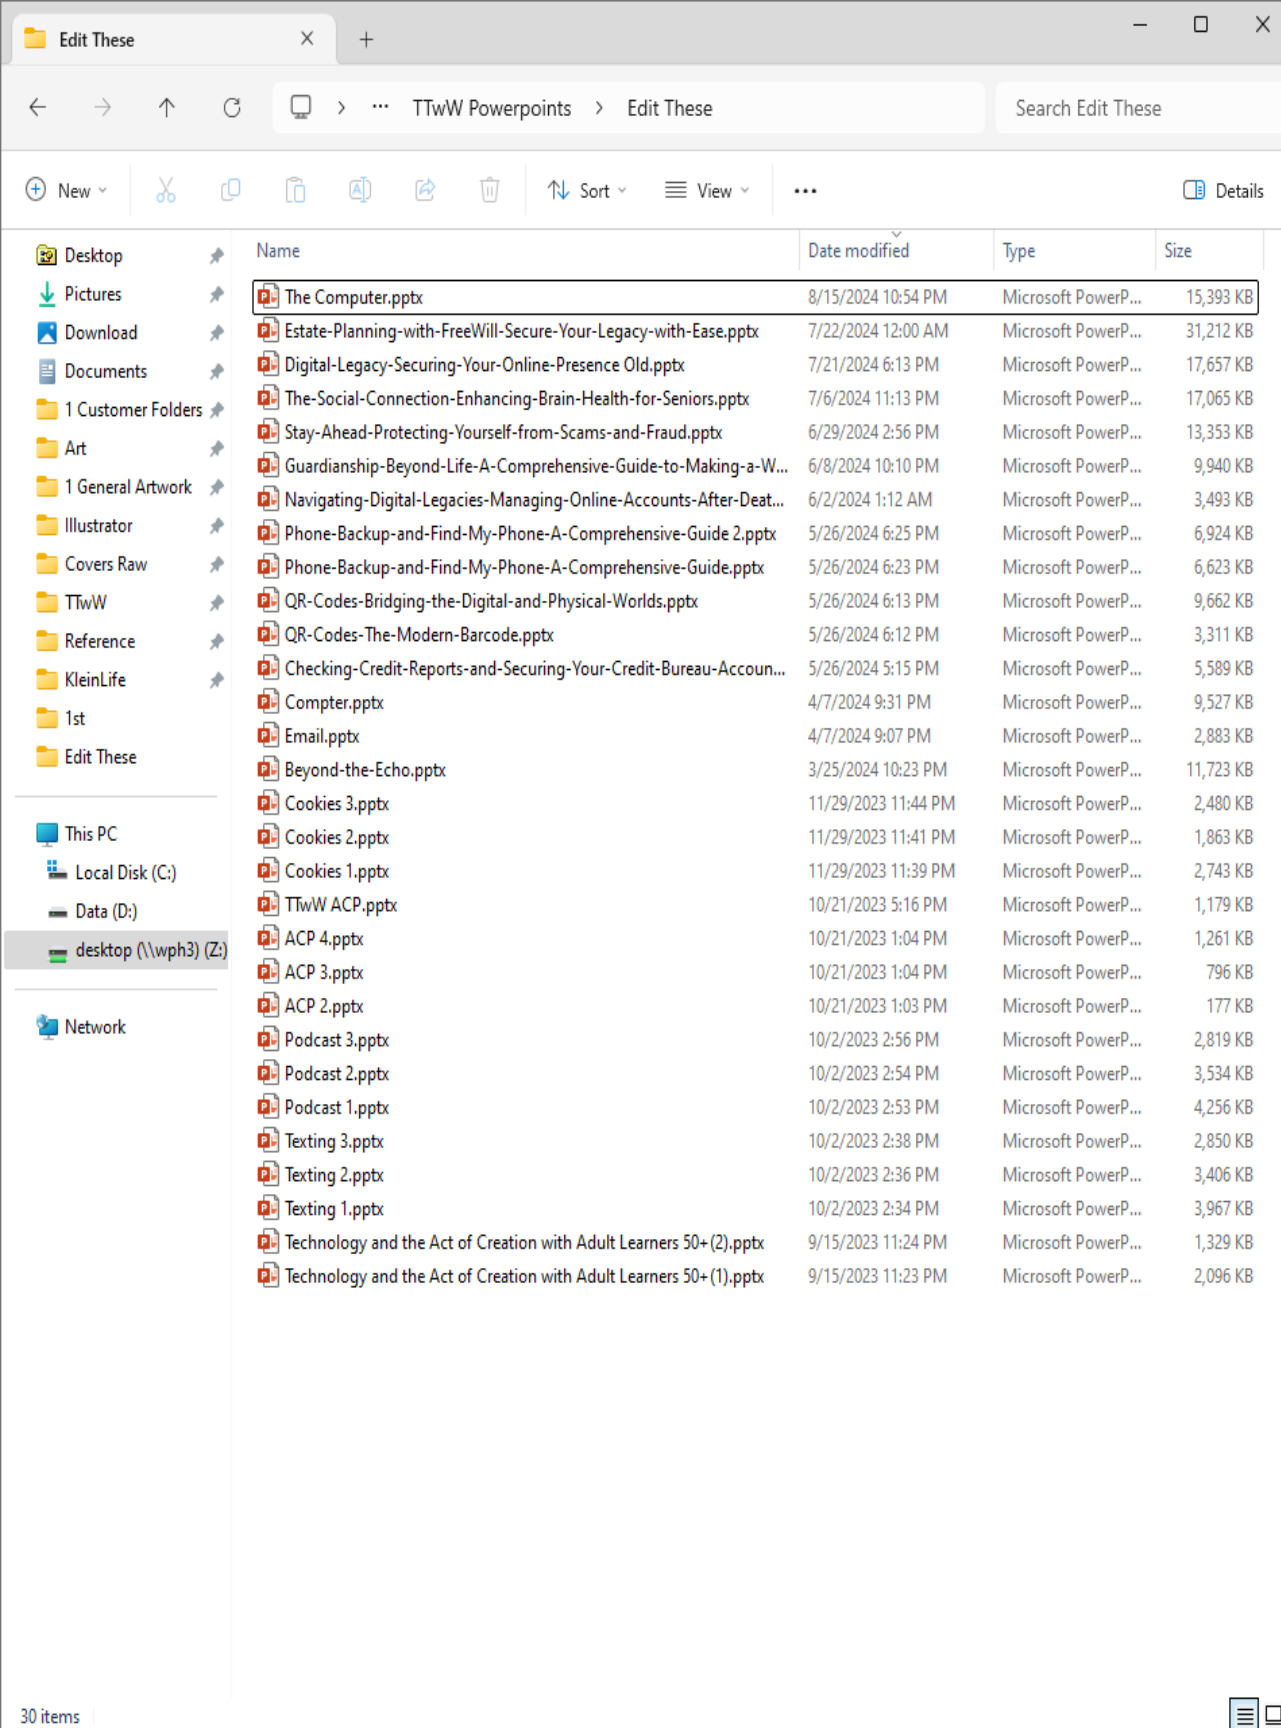 Edit These
TTwW Powerpoints > Edit These
Search Edit These
New
Sort
View
Details
Desktop
Pictures
Download
Documents
1 Customer Folders
Art
1 General Artwork
Illustrator
Covers Raw
TTwW
Reference
KleinLife
1st
Edit These
This PC
Local Disk (C:)
Data (D:)
desktop (\\wph3) (Z:)
Network
Name Date modified Type Size
The Computer.pptx 8/15/2024 10:54 PM Microsoft PowerP... 15,393 KB
Estate-Planning-with-FreeWill-Secure-Your-Legacy-with-Ease.pptx 7/22/2024 12:00 AM Microsoft PowerP... 31,212 KB
Digital-Legacy-Securing-Your-Online-Presence Old.pptx 7/21/2024 6:13 PM Microsoft PowerP... 17,657 KB
The-Social-Connection-Enhancing-Brain-Health-for-Seniors.pptx 7/6/2024 11:13 PM Microsoft PowerP... 17,065 KB
Stay-Ahead-Protecting-Yourself-from-Scams-and-Fraud.pptx 6/29/2024 2:56 PM Microsoft PowerP... 13,353 KB
Guardianship-Beyond-Life-A-Comprehensive-Guide-to-Making-a-W... 6/8/2024 10:10 PM Microsoft PowerP... 9,940 KB
Navigating-Digital-Legacies-Managing-Online-Accounts-After-Deat... 6/2/2024 1:12 AM Microsoft PowerP... 3,493 KB
Phone-Backup-and-Find-My-Phone-A-Comprehensive-Guide 2.pptx 5/26/2024 6:25 PM Microsoft PowerP... 6,924 KB
Phone-Backup-and-Find-My-Phone-A-Comprehensive-Guide.pptx 5/26/2024 6:23 PM Microsoft PowerP... 6,623 KB
QR-Codes-Bridging-the-Digital-and-Physical-Worlds.pptx 5/26/2024 6:13 PM Microsoft PowerP... 9,662 KB
QR-Codes-The-Modern-Barcode.pptx 5/26/2024 6:12 PM Microsoft PowerP... 3,311 KB
Checking-Credit-Reports-and-Securing-Your-Credit-Bureau-Accoun... 5/26/2024 5:15 PM Microsoft PowerP... 5,589 KB
Compter.pptx 4/7/2024 9:31 PM Microsoft PowerP... 9,527 KB
Email.pptx 4/7/2024 9:07 PM Microsoft PowerP... 2,883 KB
Beyond-the-Echo.pptx 3/25/2024 10:23 PM Microsoft PowerP... 11,723 KB
Cookies 3.pptx 11/29/2023 11:44 PM Microsoft PowerP... 2,480 KB
Cookies 2.pptx 11/29/2023 11:41 PM Microsoft PowerP... 1,863 KB
Cookies 1.pptx 11/29/2023 11:39 PM Microsoft PowerP... 2,743 KB
TTwW ACP.pptx 10/21/2023 5:16 PM Microsoft PowerP... 1,179 KB
ACP 4.pptx 10/21/2023 1:04 PM Microsoft PowerP... 1,261 KB
ACP 3.pptx 10/21/2023 1:04 PM Microsoft PowerP... 796 KB
ACP 2.pptx 10/21/2023 1:03 PM Microsoft PowerP... 177 KB
Podcast 3.pptx 10/2/2023 2:56 PM Microsoft PowerP... 2,819 KB
Podcast 2.pptx 10/2/2023 2:54 PM Microsoft PowerP... 3,534 KB
Podcast 1.pptx 10/2/2023 2:53 PM Microsoft PowerP... 4,256 KB
Texting 3.pptx 10/2/2023 2:38 PM Microsoft PowerP... 2,850 KB
Texting 2.pptx 10/2/2023 2:36 PM Microsoft PowerP... 3,406 KB
Texting 1.pptx 10/2/2023 2:34 PM Microsoft PowerP... 3,967 KB
Technology and the Act of Creation with Adult Learners 50+(2).pptx 9/15/2023 11:24 PM Microsoft PowerP... 1,329 KB
Technology and the Act of Creation with Adult Learners 50+(1).pptx 9/15/2023 11:23 PM Microsoft PowerP... 2,096 KB
30 items